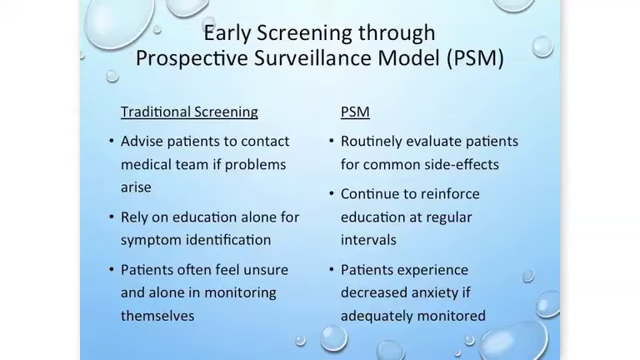 Early Screening through
Prospective Surveillance Model (PSM)
Traditional Screening
• Advise patients to contact
medical team if problems
arise
• Rely on education alone for
symptom identification
• Patients often feel unsure
and alone in monitoring
themselves
PSM
• Routinely evaluate patients
for common side-effects
• Continue to reinforce
education at regular
intervals
• Patients experience
decreased anxiety if
adequately monitored